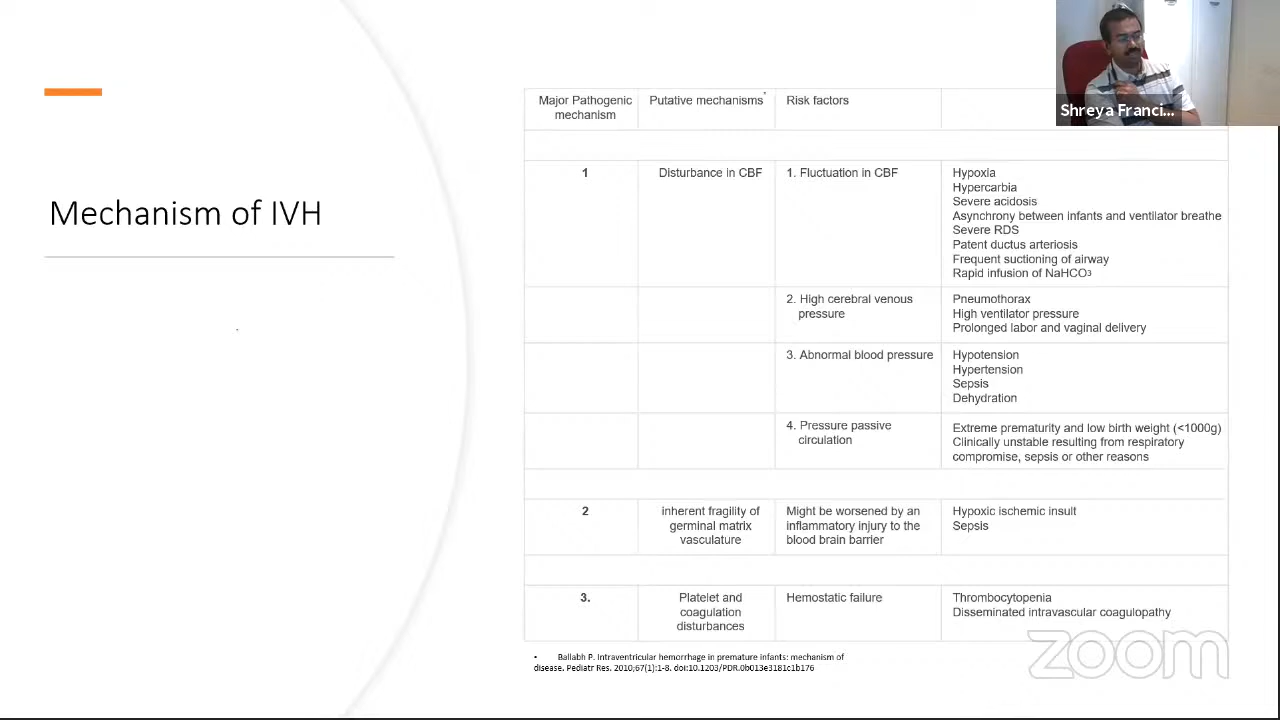 Shreya Franci...
Mechanism of IVH
Major Pathogenic
mechanism
Putative mechanisms*
Risk factors
1
Disturbance in CBF
1. Fluctuation in CBF
Hypoxia
Hypercarbia
Severe acidosis
Asynchrony between infants and ventilator breathe
Severe RDS
Patent ductus arteriosis
Frequent suctioning of airway
Rapid infusion of NaHCO3
2. High cerebral venous
pressure
Pneumothorax
High ventilator pressure
Prolonged labor and vaginal delivery
3. Abnormal blood pressure
Hypotension
Hypertension
Sepsis
Dehydration
4. Pressure passive
circulation
Extreme prematurity and low birth weight (<1000g)
Clinically unstable resulting from respiratory
compromise, sepsis or other reasons
2
inherent fragility of
germinal matrix
vasculature
Might be worsened by an
inflammatory injury to the
blood brain barrier
Hypoxic ischemic insult
Sepsis
3.
Platelet and
coagulation
disturbances
Hemostatic failure
Thrombocytopenia
Disseminated intravascular coagulopathy
• Ballabh P. Intraventricular hemorrhage in premature infants: mechanism of
disease. Pediatr Res. 2010;67(1):1-8. doi:10.1203/PDR.0b013e3181c1b176
zoom